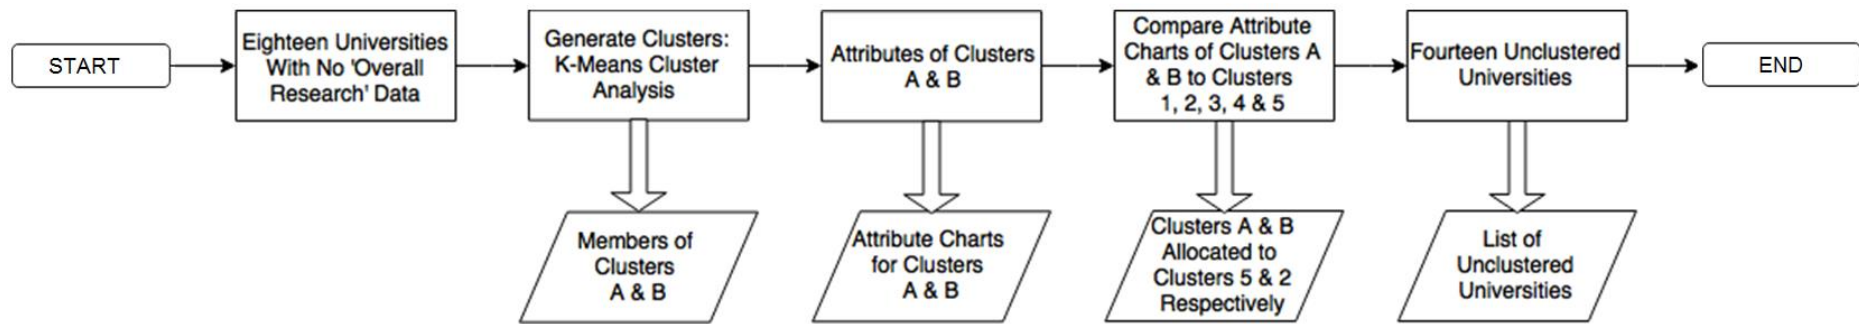 START
Eighteen Universities
With No 'Overall
Research' Data
Generate Clusters:
K-Means Cluster
Analysis
Attributes of Clusters
A & B
Compare Attribute
Charts of Clusters A
& B to Clusters
1, 2, 3, 4 & 5
Fourteen Unclustered
Universities
END
Members of
Clusters
A & B
Attribute Charts
for Clusters
A & B
Clusters A & B
Allocated to
Clusters 5 & 2
Respectively
List of
Unclustered
Universities